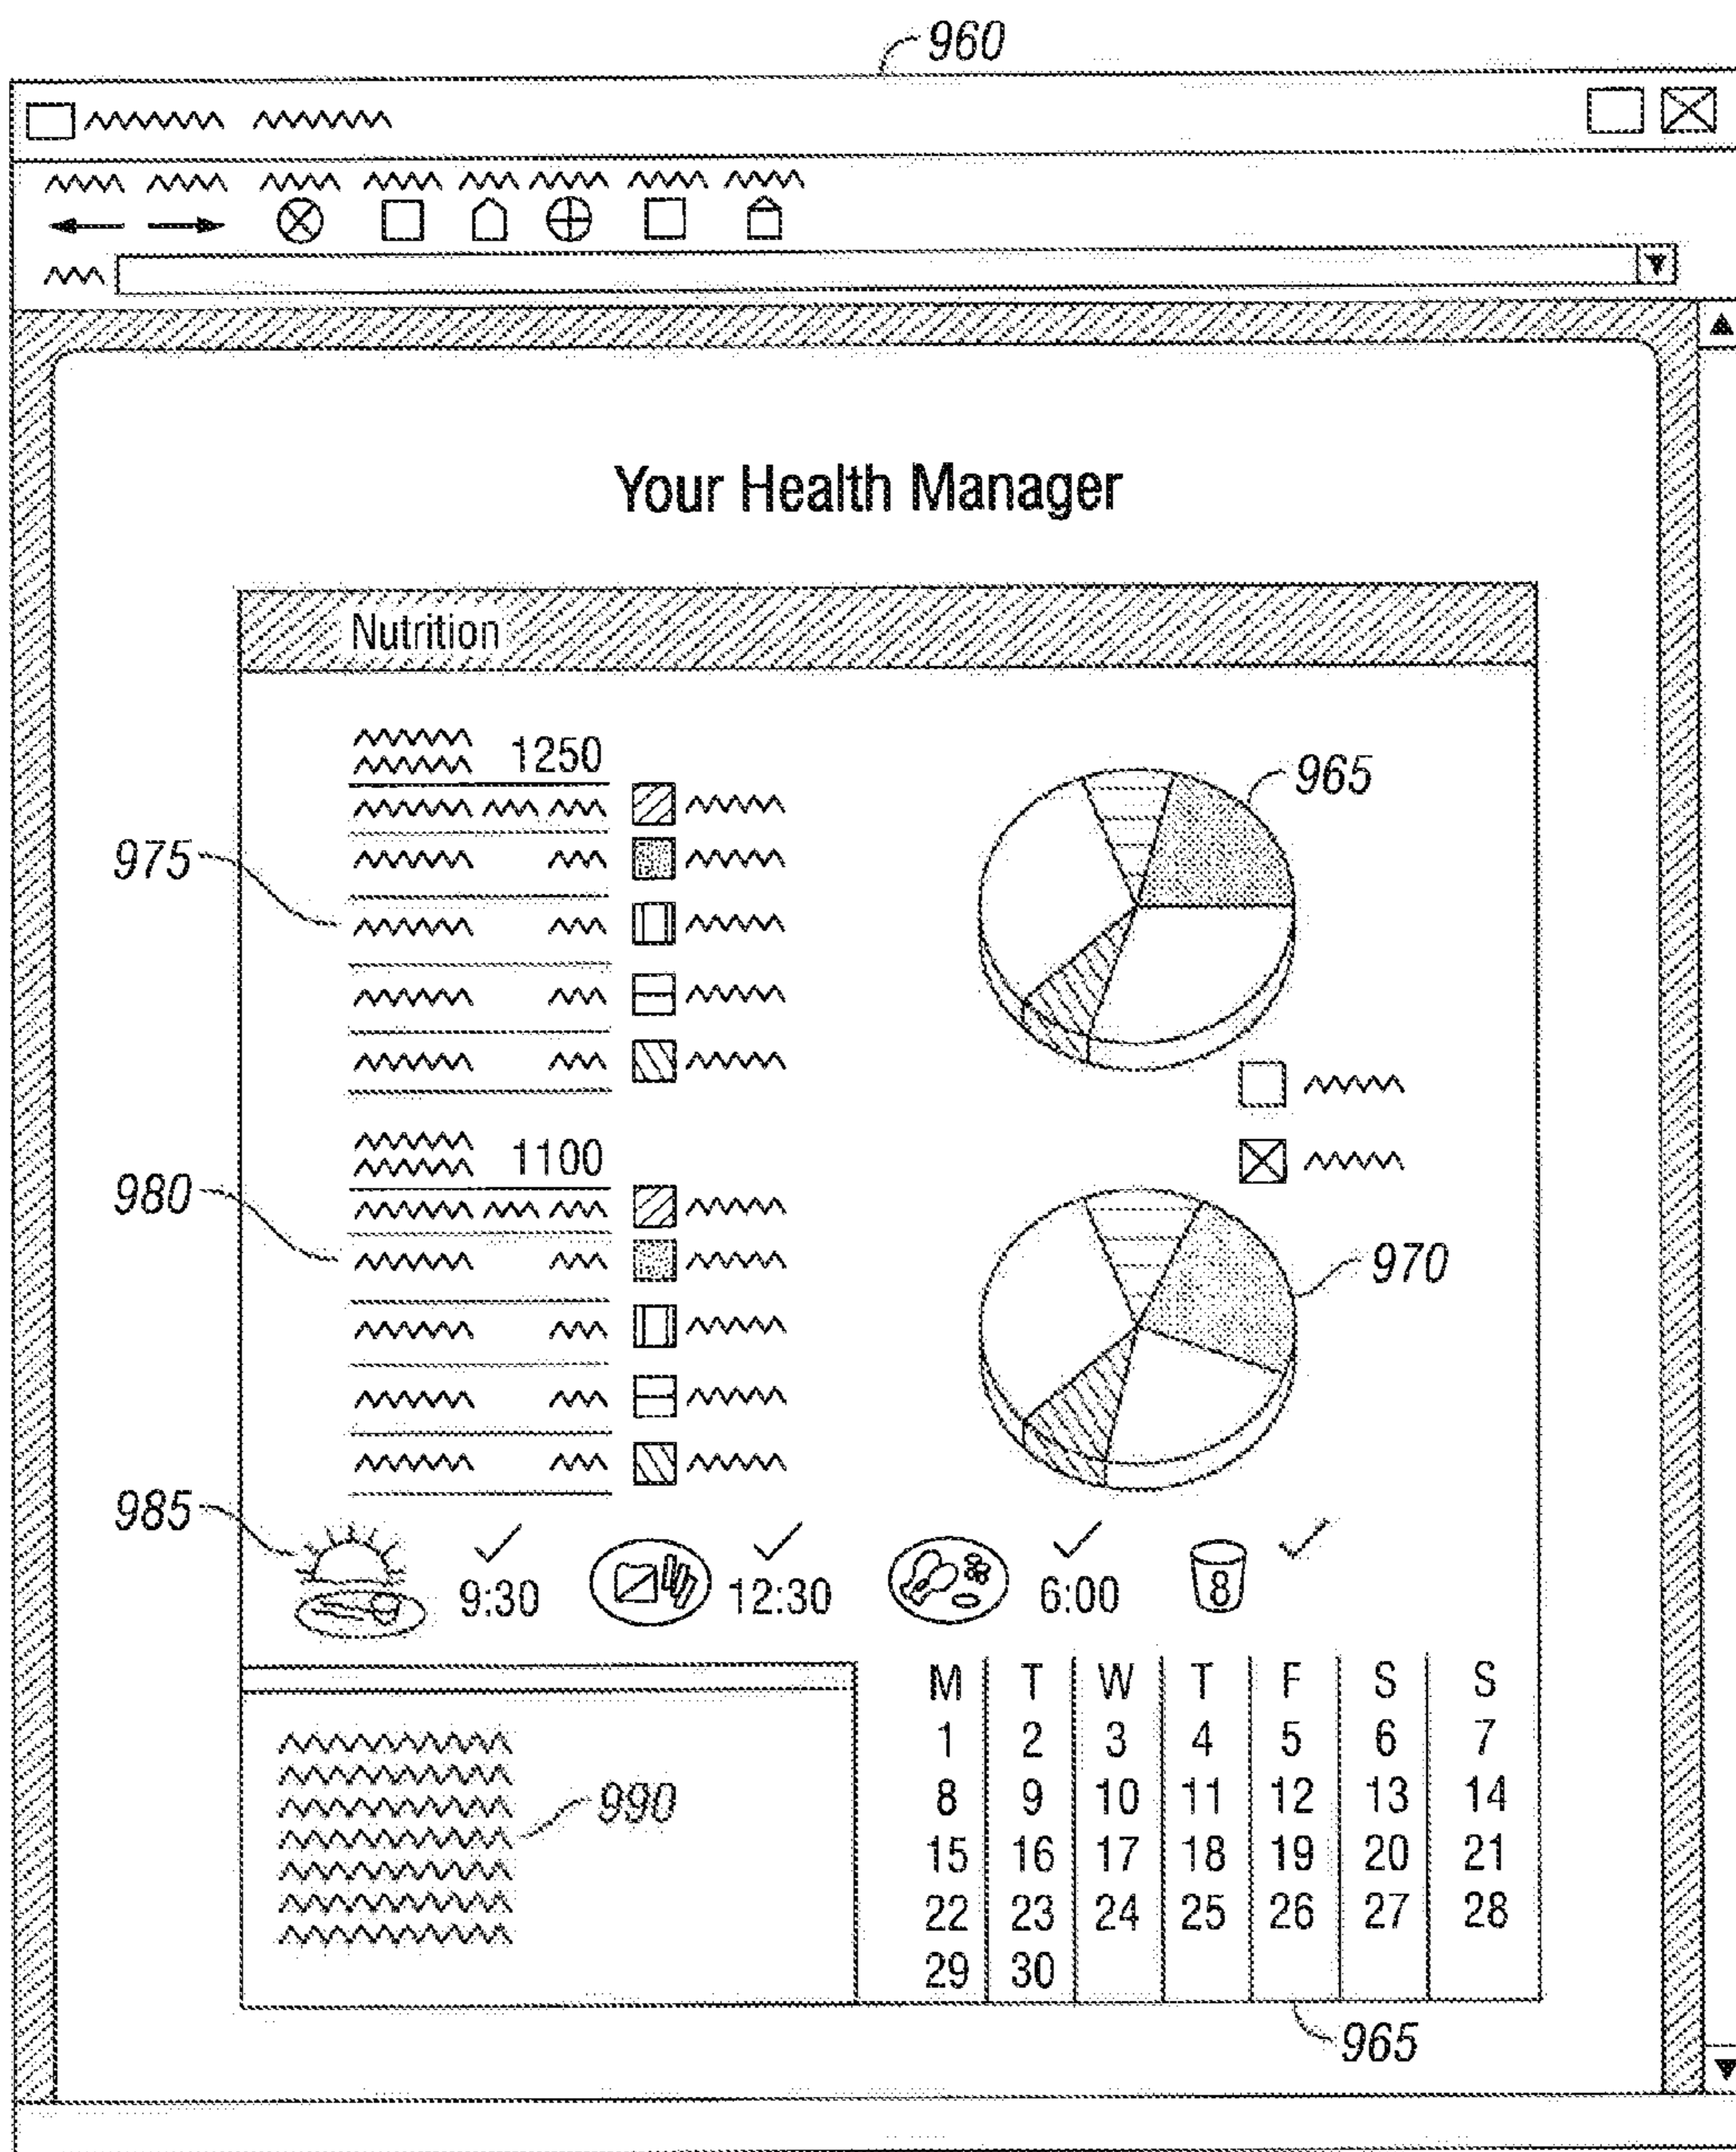 960
Your Health Manager
Nutrition
1250
965
975
1100
980
970
985
9:30 12:30 6:00 8
M T W T F S S
1 2 3 4 5 6 7
8 9 10 11 12 13 14
990
15 16 17 18 19 20 21
22 23 24 25 26 27 28
29 30
965